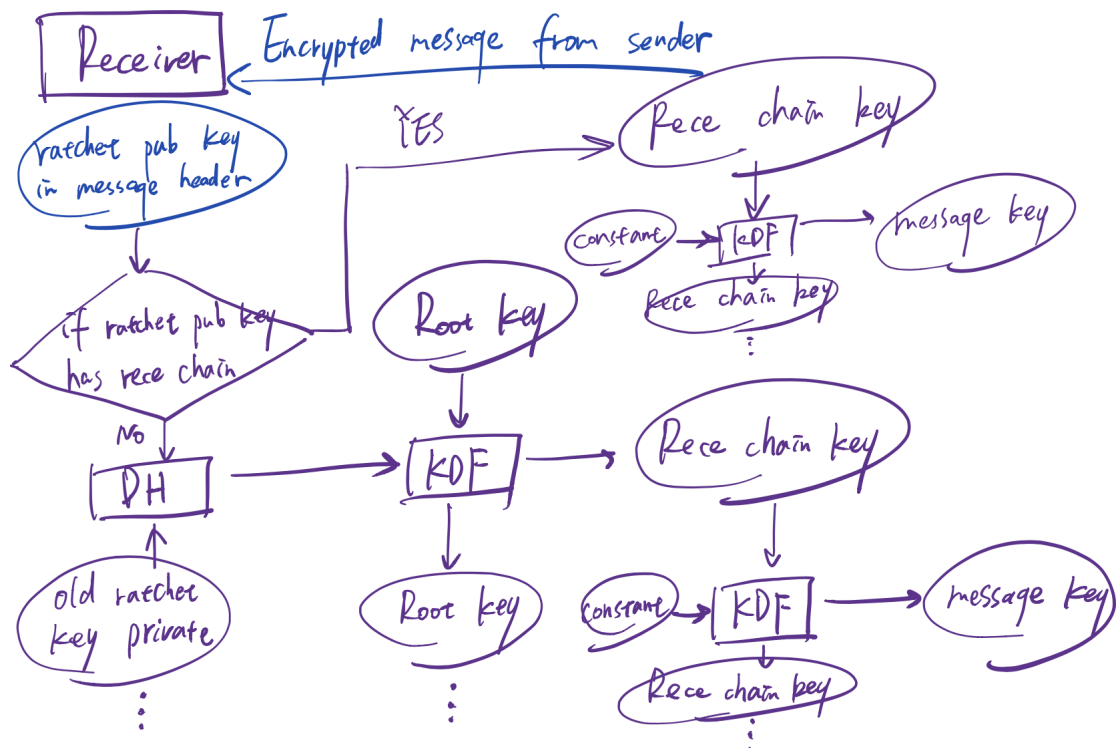 Receiver
Encrypted message from sender
ratchet pub key
in message header
YES
Rece chain key
constant
KDF
message key
Rece chain key
if ratchet pub key
has rece chain
Root key
No
DH
KDF
Rece chain key
old ratchet
key private
Root key
constant
KDF
message key
Rece chain key